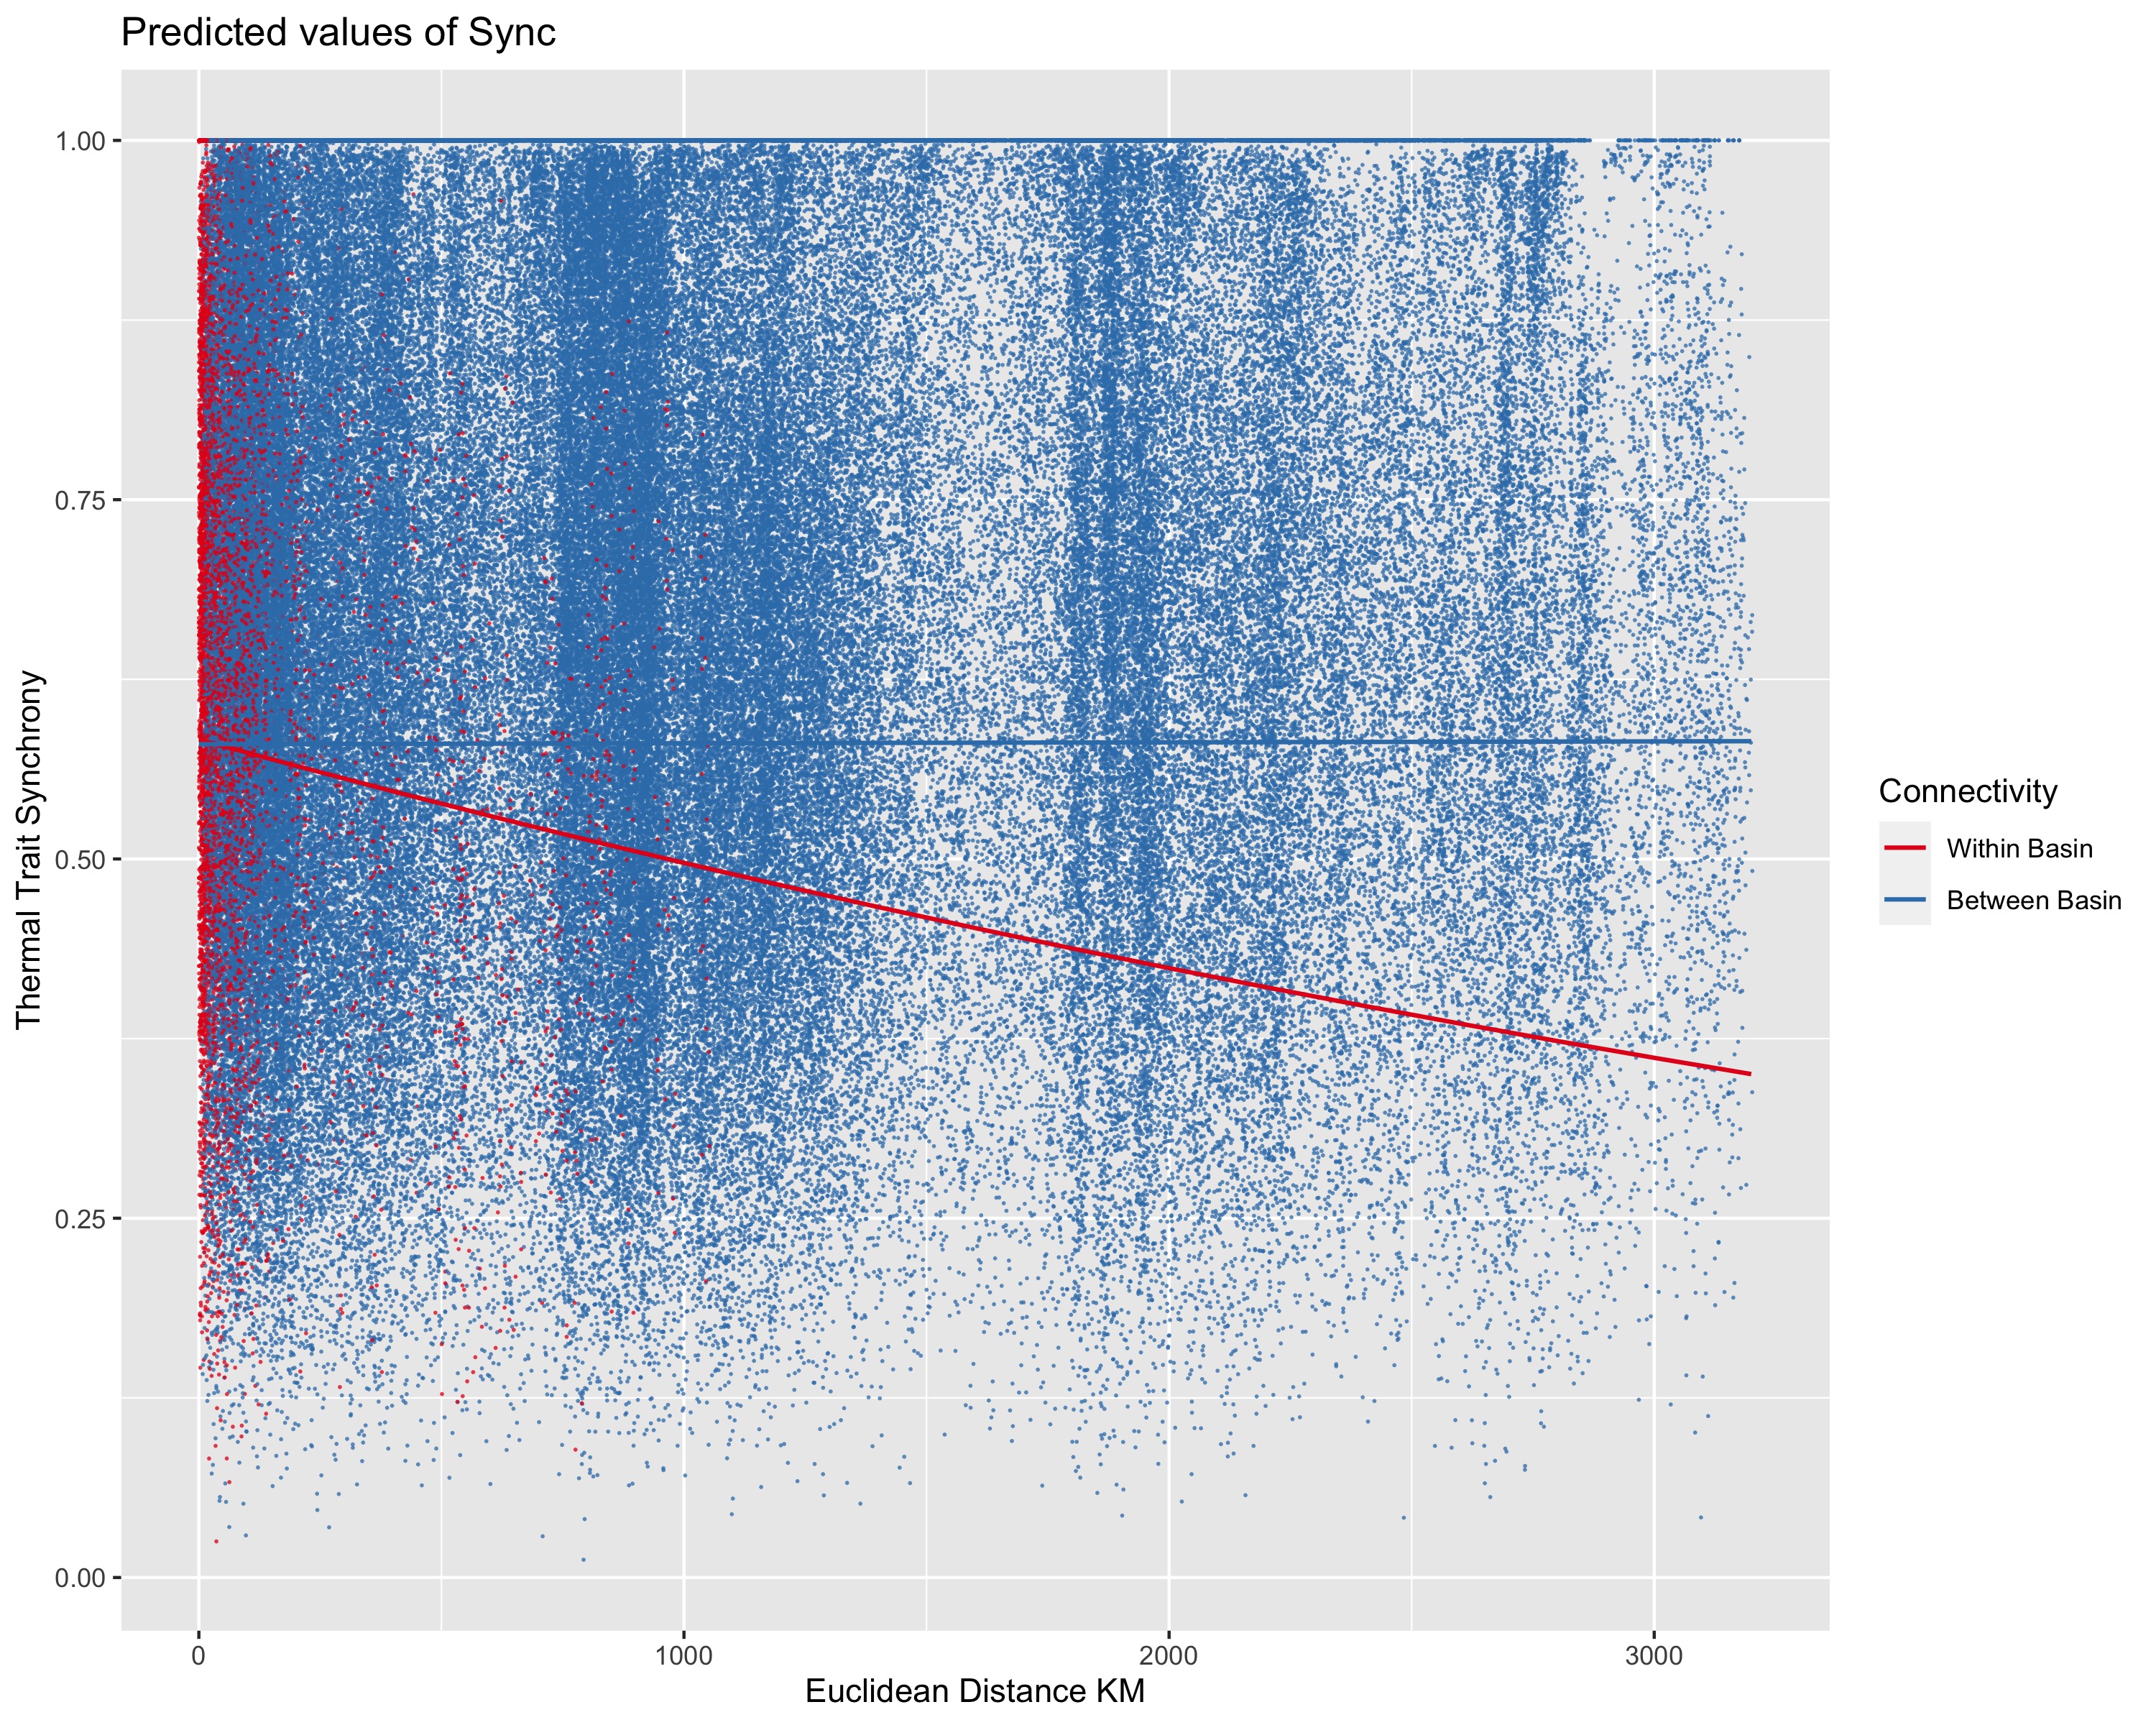 Predicted values of Sync
1.00
0.75
0.50
0.25
0.00
Thermal Trait Synchrony
0
1000
2000
3000
Euclidean Distance KM
Connectivity
Within Basin
Between Basin